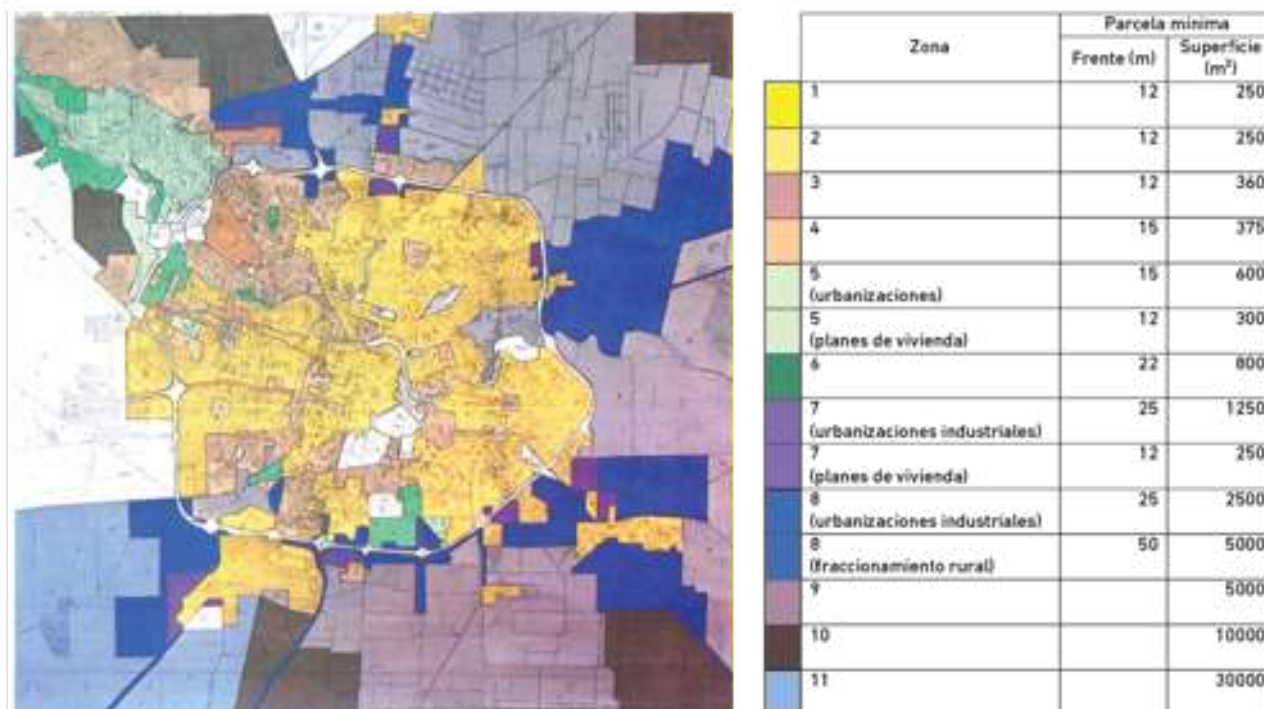 Zona
Parcela mínima
Frente (m)
Superficie
(m²)
1 12 250
2 12 250
3 12 360
4 15 375
5 15 600
(urbanizaciones)
5 12 300
(planes de vivienda)
6 22 800
7 25 1250
(urbanizaciones industriales)
7 12 250
(planes de vivienda)
8 25 2500
(urbanizaciones industriales)
8 50 5000
(fraccionamiento rural)
9 5000
10 10000
11 30000